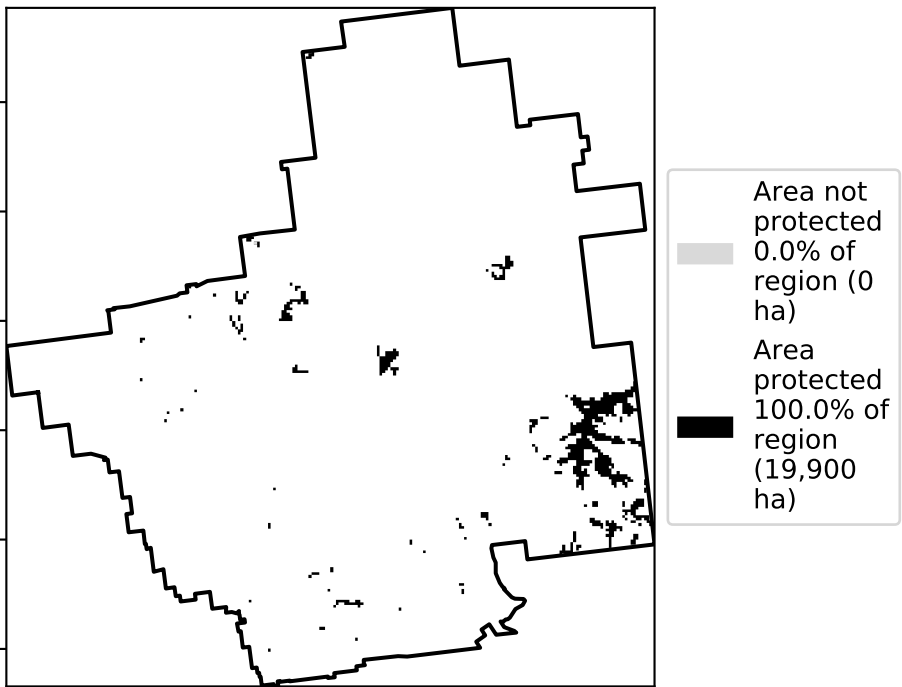 Area not
protected
0.0% of
region (0
ha)
Area
protected
100.0% of
region
(19,900
ha)